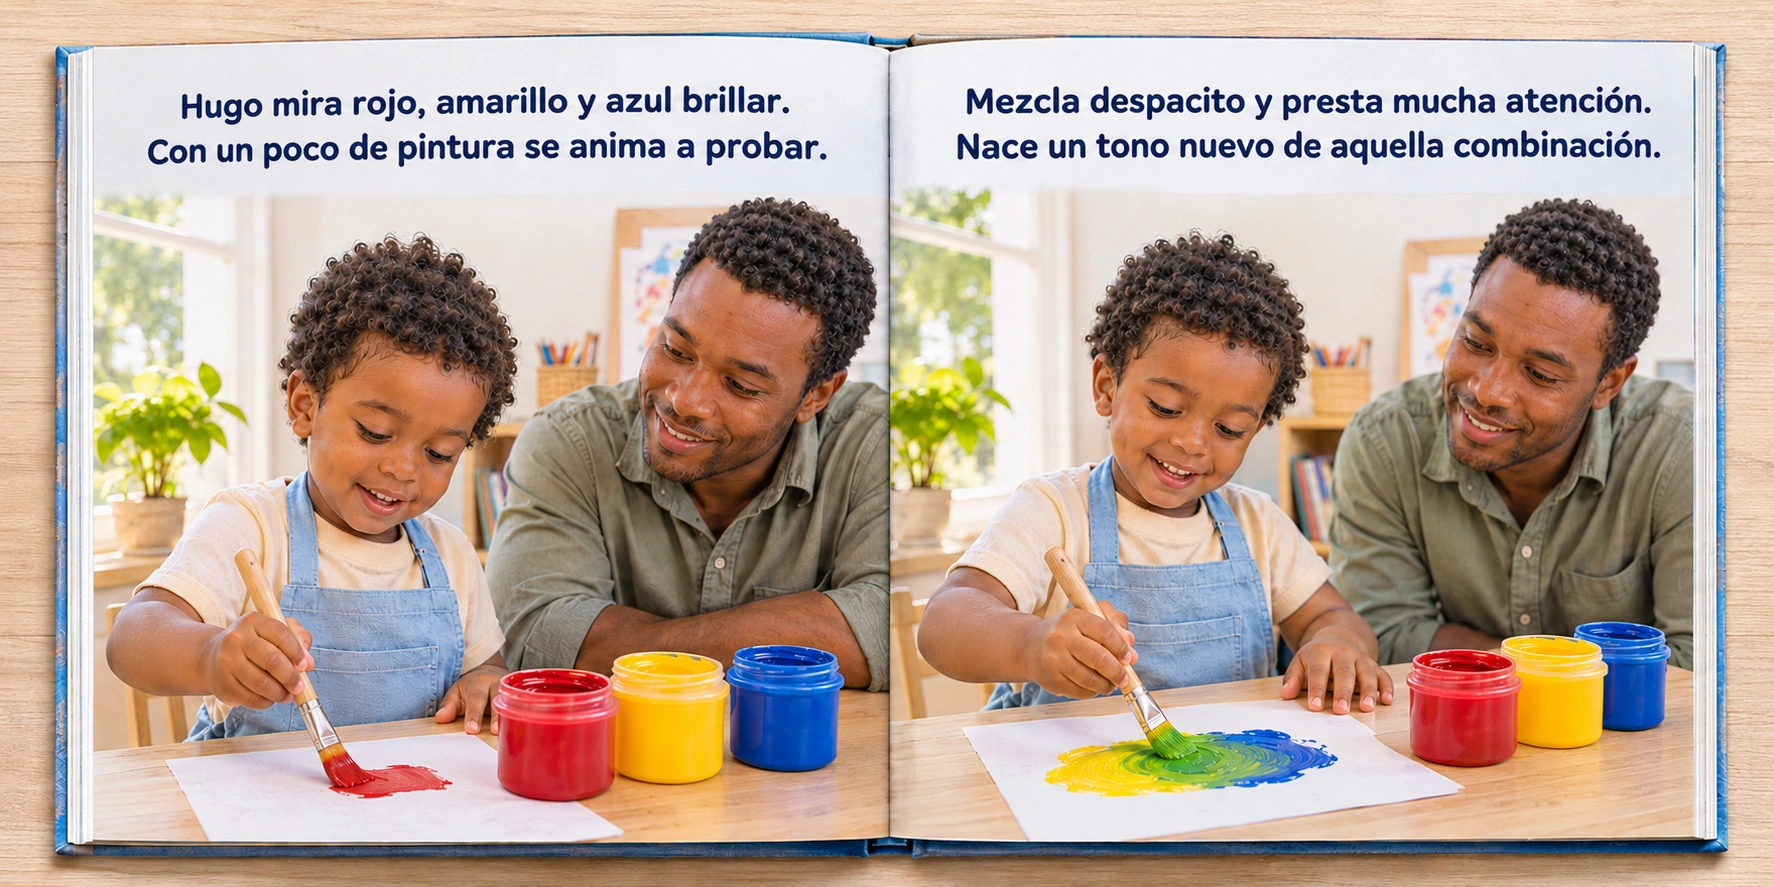 Hugo mira rojo, amarillo y azul brillar.
Con un poco de pintura se anima a probar.
Mezcla despacito y presta mucha atención.
Nace un tono nuevo de aquella combinación.